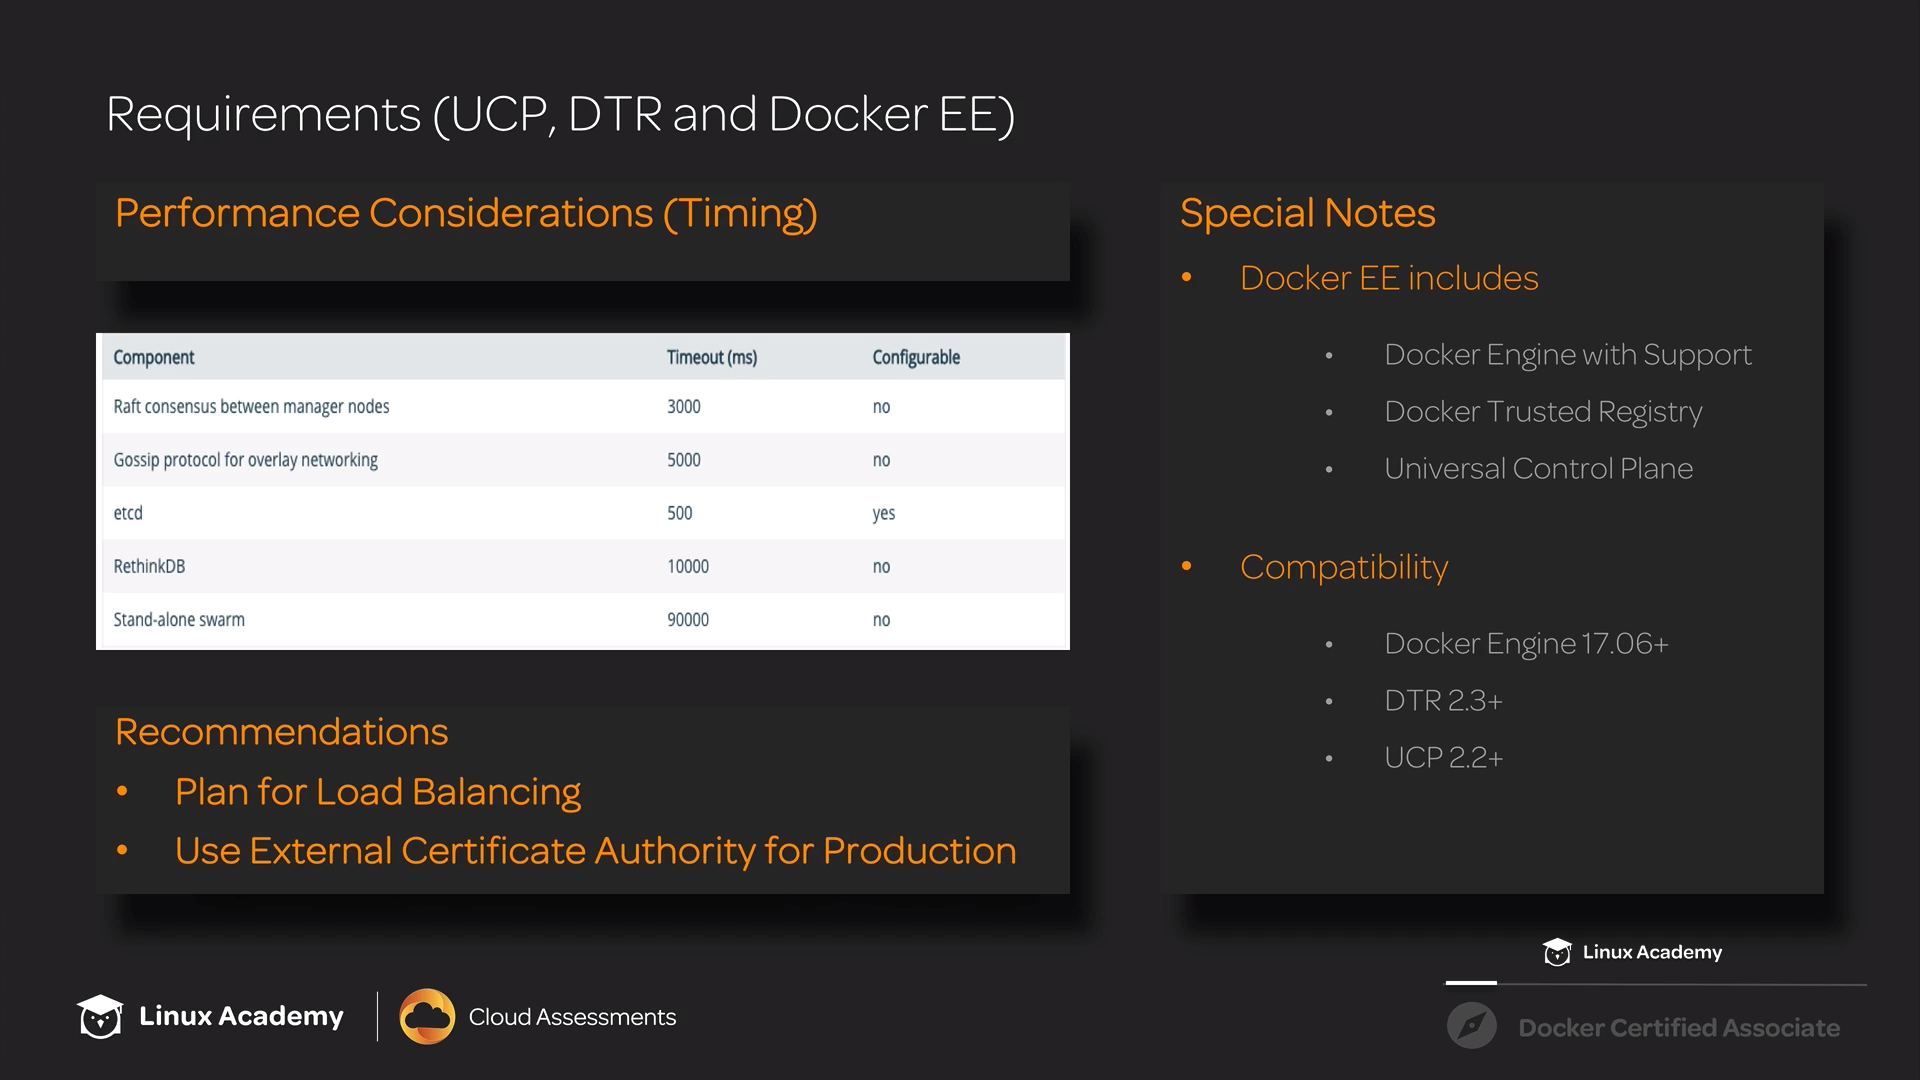 Requirements (UCP, DTR and Docker EE)
Performance Considerations (Timing)
Component Timeout (ms) Configurable
Raft consensus between manager nodes 3000 no
Gossip protocol for overlay networking 5000 no
etcd 500 yes
RethinkDB 10000 no
Stand-alone swarm 90000 no
Recommendations
• Plan for Load Balancing
• Use External Certificate Authority for Production
Special Notes
• Docker EE includes
• Docker Engine with Support
• Docker Trusted Registry
• Universal Control Plane
• Compatibility
• Docker Engine 17.06+
• DTR 2.3+
• UCP 2.2+
Linux Academy
Docker Certified Associate
Linux Academy
Cloud Assessments